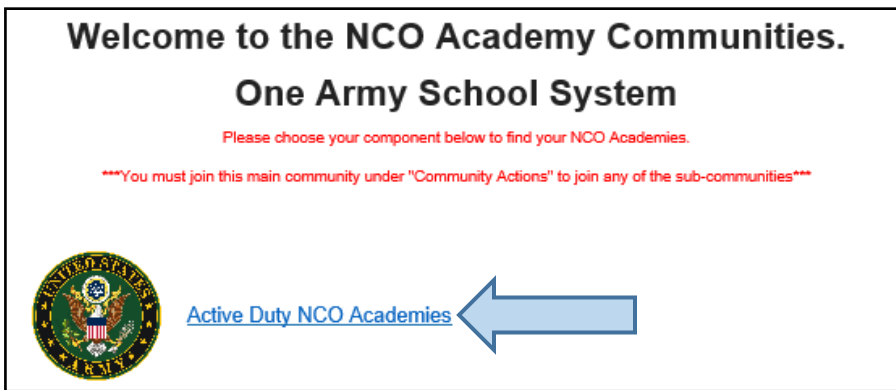 Welcome to the NCO Academy Communities.
One Army School System
Please choose your component below to find your NCO Academies.
***You must join this main community under "Community Actions" to join any of the sub-communities***
UNITED STATES
ARMY
Active Duty NCO Academies